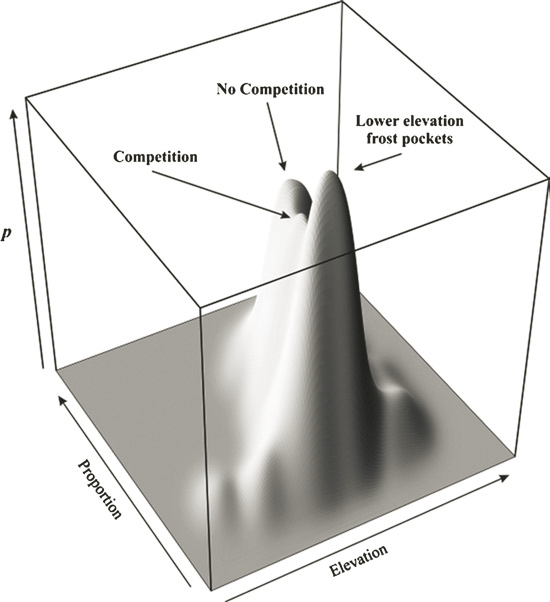 No Competition
Lower elevation
frost pockets
Competition
p
Proportion
Elevation